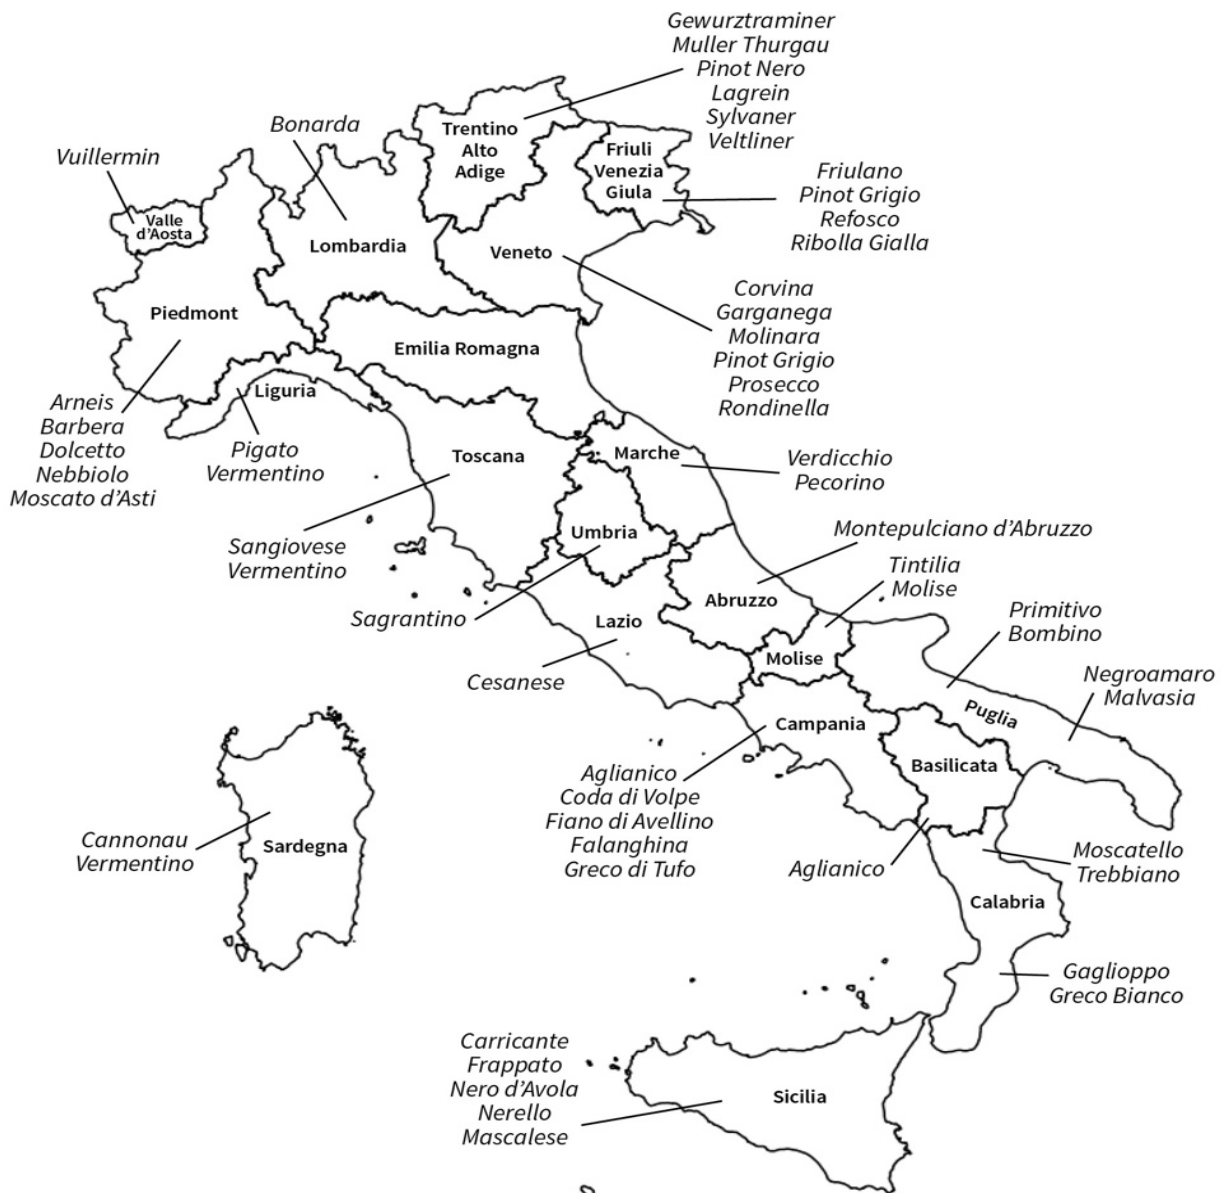 Gewurztraminer
Muller Thurgau
Pinot Nero
Lagrein
Sylvaner
Veltliner
Bonarda
Vuillermin
Trentino
Alto
Adige
Friuli
Venezia
Giula
Friulano
Pinot Grigio
Refosco
Ribolla Gialla
Valle
d'Aosta
Lombardia
Veneto
Piedmont
Corvina
Garganega
Molinara
Pinot Grigio
Prosecco
Rondinella
Emilia Romagna
Liguria
Arneis
Barbera
Dolcetto
Nebbiolo
Moscato d'Asti
Pigato
Vermentino
Toscana
Marche
Verdicchio
Pecorino
Sangiovese
Vermentino
Umbria
Montepulciano d'Abruzzo
Tintilia
Molise
Sagrantino
Lazio
Abruzzo
Primitivo
Bombino
Cesanese
Molise
Negroamaro
Malvasia
Puglia
Campania
Basilicata
Aglianico
Coda di Volpe
Fiano di Avellino
Falanghina
Greco di Tufo
Aglianico
Moscatello
Trebbiano
Cannonau
Vermentino
Sardegna
Calabria
Gaglioppo
Greco Bianco
Carricante
Frappato
Nero d'Avola
Nerello
Mascalese
Sicilia